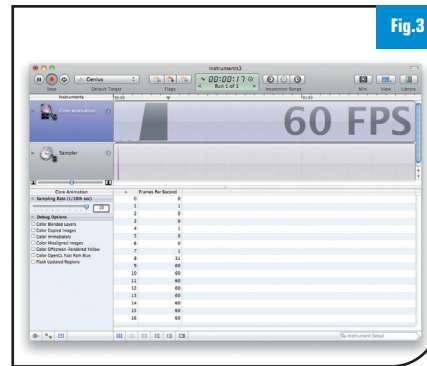 Fig.3
Instruments3
Genius
00:00:17
Run 1 of 1
Stop
Default Target
Flags
Inspection Range
Mini
View
Library
Instruments
00:00
Core Animation
60 FPS
Sampler
Core Animation
Sampling Rate (1/10th sec)
10
Debug Options
Color Blended Layers
Color Copied Images
Color Immediately
Color Misaligned Images
Color Offscreen-Rendered Yellow
Color OpenGL Fast Path Blue
Flash Updated Regions
Frames Per Second
0 0
1 1
2 0
3 0
4 1
5 0
6 0
7 1
8 31
9 60
10 60
11 60
12 60
13 60
14 60
15 60
16 60
Instrument Detail